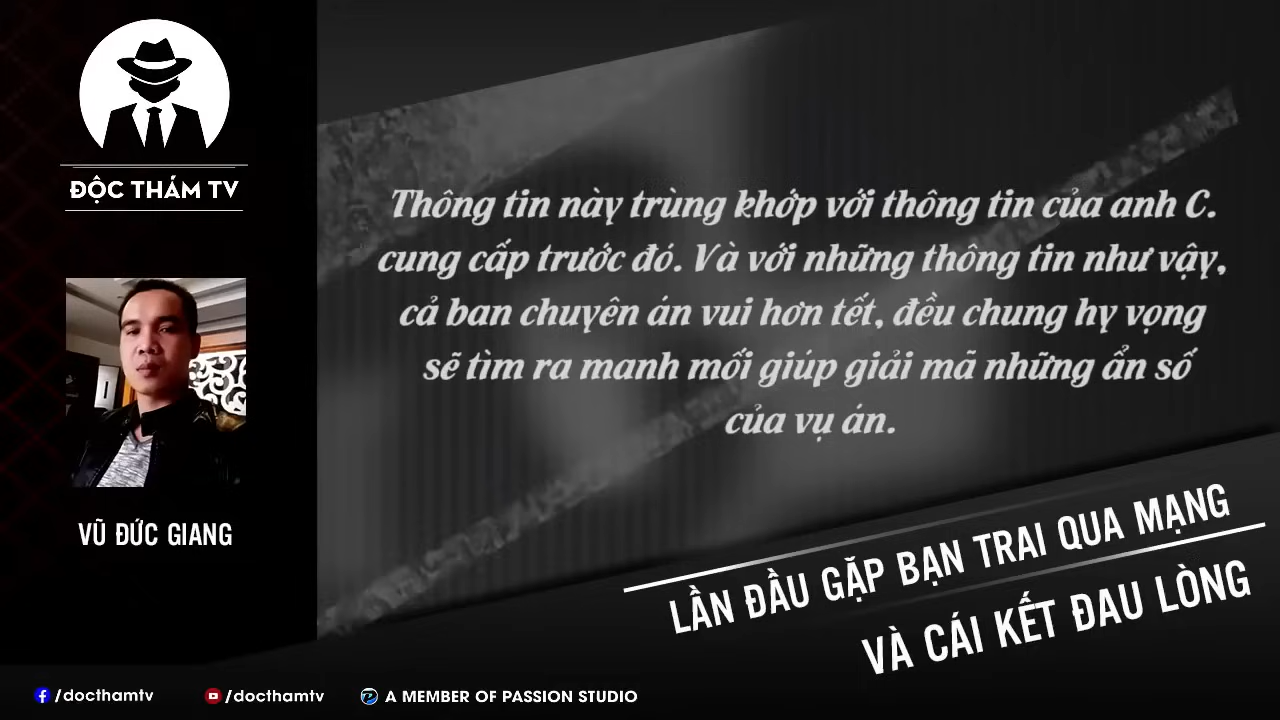 ĐỘC THÁM TV
VŨ ĐỨC GIANG
Thông tin này trùng khớp với thông tin của anh C.
cung cấp trước đó. Và với những thông tin như vậy,
cả ban chuyên án vui hơn tết, đều chung hy vọng
sẽ tìm ra manh mối giúp giải mã những ẩn số
của vụ án.
LẦN ĐẦU GẶP BẠN TRAI QUA MẠNG
VÀ CÁI KẾT ĐAU LÒNG
/docthamtv
/docthamtv
A MEMBER OF PASSION STUDIO